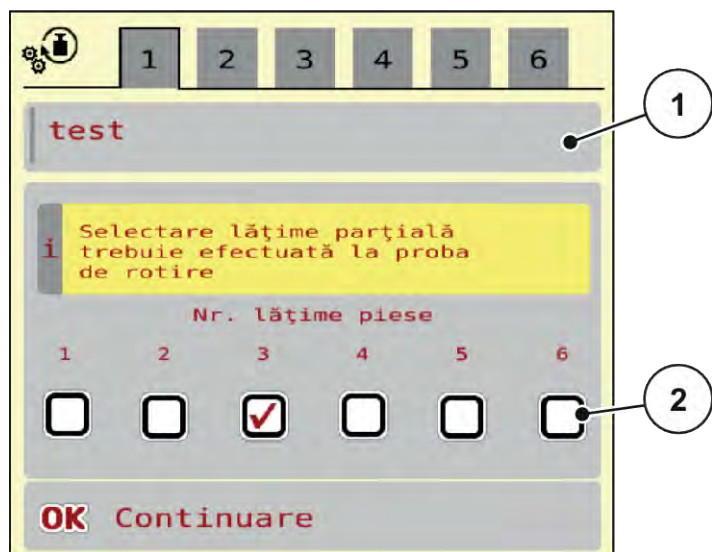 1 2 3 4 5 6
test
1
i
Selectare lăţime parţială
trebuie efectuată la proba
de rotire
Nr. lăţime piese
1 2 3 4 5 6
2
OK Continuare